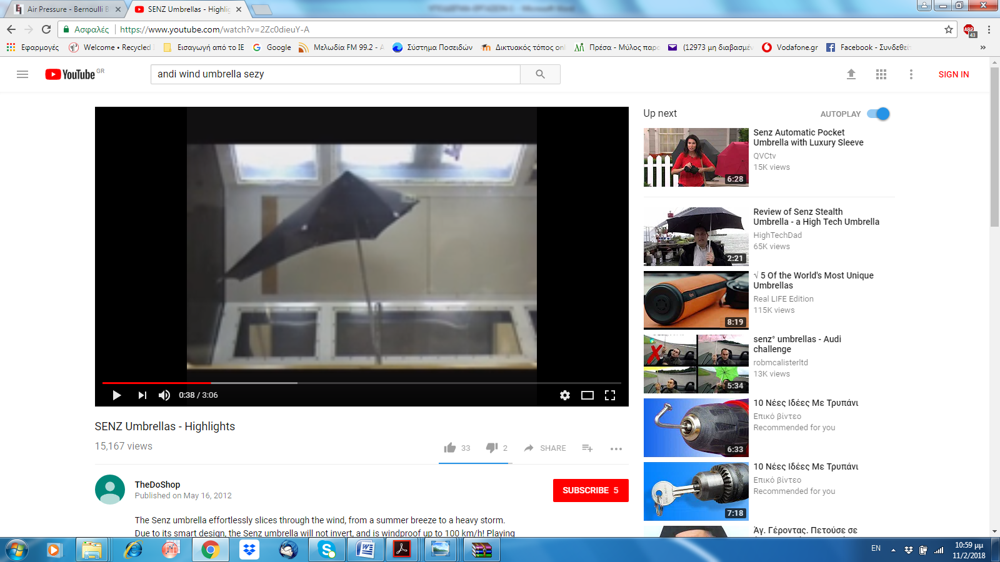 Air Pressure - Bernoulli B
SENZ Umbrellas - Highlig
Ασφαλές
https://www.youtube.com/watch?v=2Zc0dieuY-A
ABP
43
Εφαρμογές
Welcome • Recycled
Εισαγωγή από το IE
Google
Μελωδία FM 99.2 - A
Σύστημα Ποσειδών
Δικτυακός τόπος onl
Πρέσα - Μύλος παρο
(12973 μη διαβασμέν
Vodafone.gr
Facebook - Συνδεθείτ
»
YouTube GR
andi wind umbrella sezy
SIGN IN
0:38 / 3:06
SENZ Umbrellas - Highlights
15,167 views
33
2
SHARE
TheDoShop
Published on May 16, 2012
SUBSCRIBE 5
The Senz umbrella effortlessly slices through the wind, from a summer breeze to a heavy storm.
Due to its smart design, the Senz umbrella will not invert, and is windproof up to 100 km/h! Playing
Up next
AUTOPLAY
6:28
Senz Automatic Pocket
Umbrella with Luxury Sleeve
QVCtv
15K views
2:21
Review of Senz Stealth
Umbrella - a High Tech Umbrella
HighTechDad
65K views
8:19
√ 5 Of the World's Most Unique
Umbrellas
Real LIFE Edition
115K views
5:34
senz° umbrellas - Audi
challenge
robmcalisterltd
13K views
6:33
10 Νέες Ιδέες Με Τρυπάνι
Επικό βίντεο
Recommended for you
7:18
10 Νέες Ιδέες Με Τρυπάνι
Επικό βίντεο
Recommended for you
Άγ. Γέροντας. Πετούσε σε
EN
10:59 μμ
11/2/2018